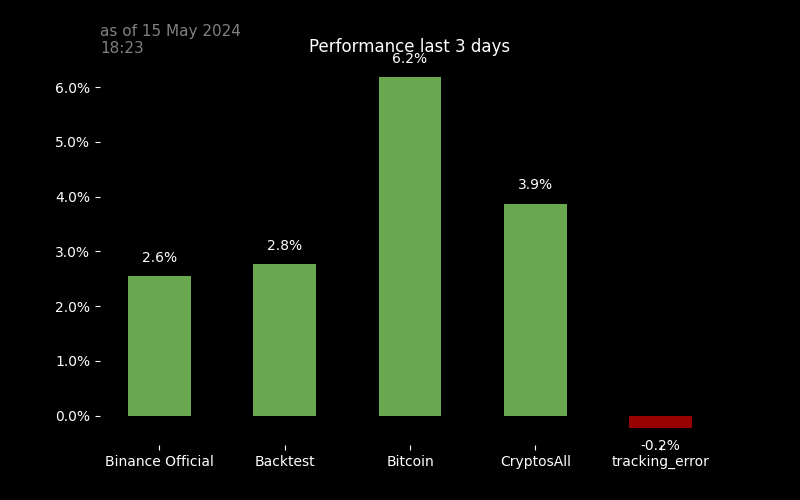 as of 15 May 2024
18:23
Performance last 3 days
6.2%
6.0%
5.0%
4.0%
3.9%
3.0%
2.8%
2.6%
2.0%
1.0%
0.0%
-0.2%
Binance Official
Backtest
Bitcoin
CryptosAll
tracking_error